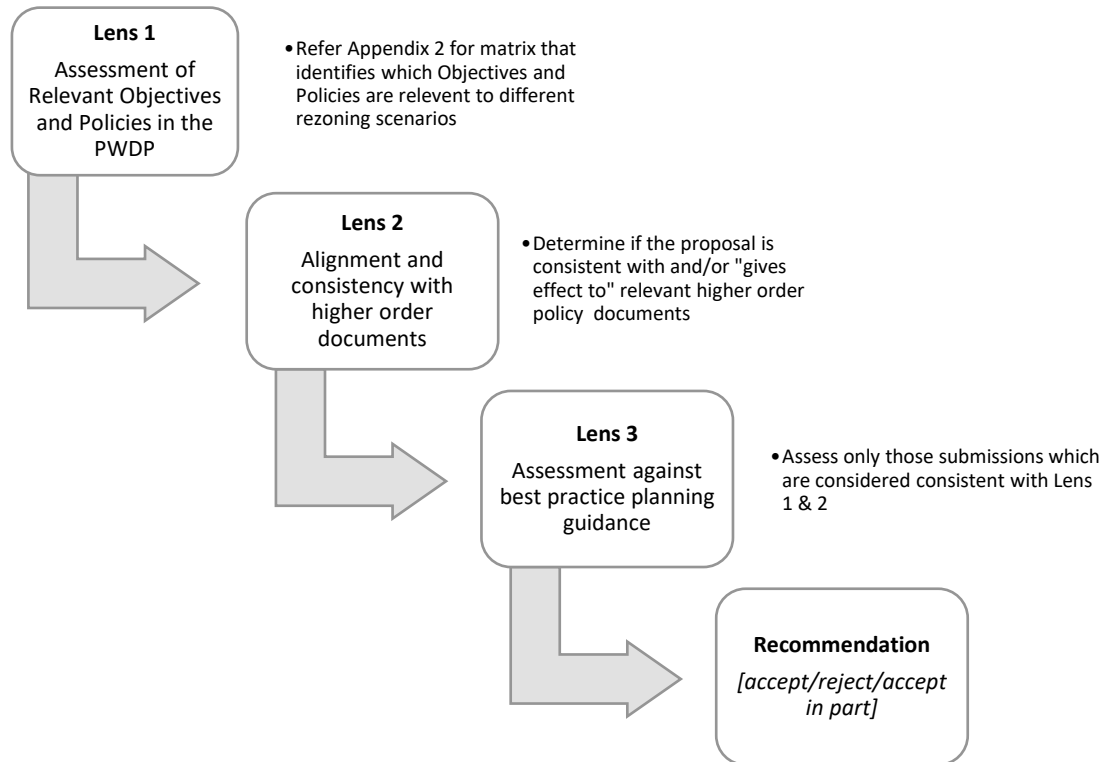 Lens 1
Assessment of
Relevant Objectives
and Policies in the
PWDP
•Refer Appendix 2 for matrix that
identifies which Objectives and
Policies are relevent to different
rezoning scenarios
Lens 2
Alignment and
consistency with
higher order
documents
•Determine if the proposal is
consistent with and/or "gives
effect to" relevant higher order
policy documents
Lens 3
Assessment against
best practice planning
guidance
•Assess only those submissions which
are considered consistent with Lens
1 & 2
Recommendation
[accept/reject/accept
in part]